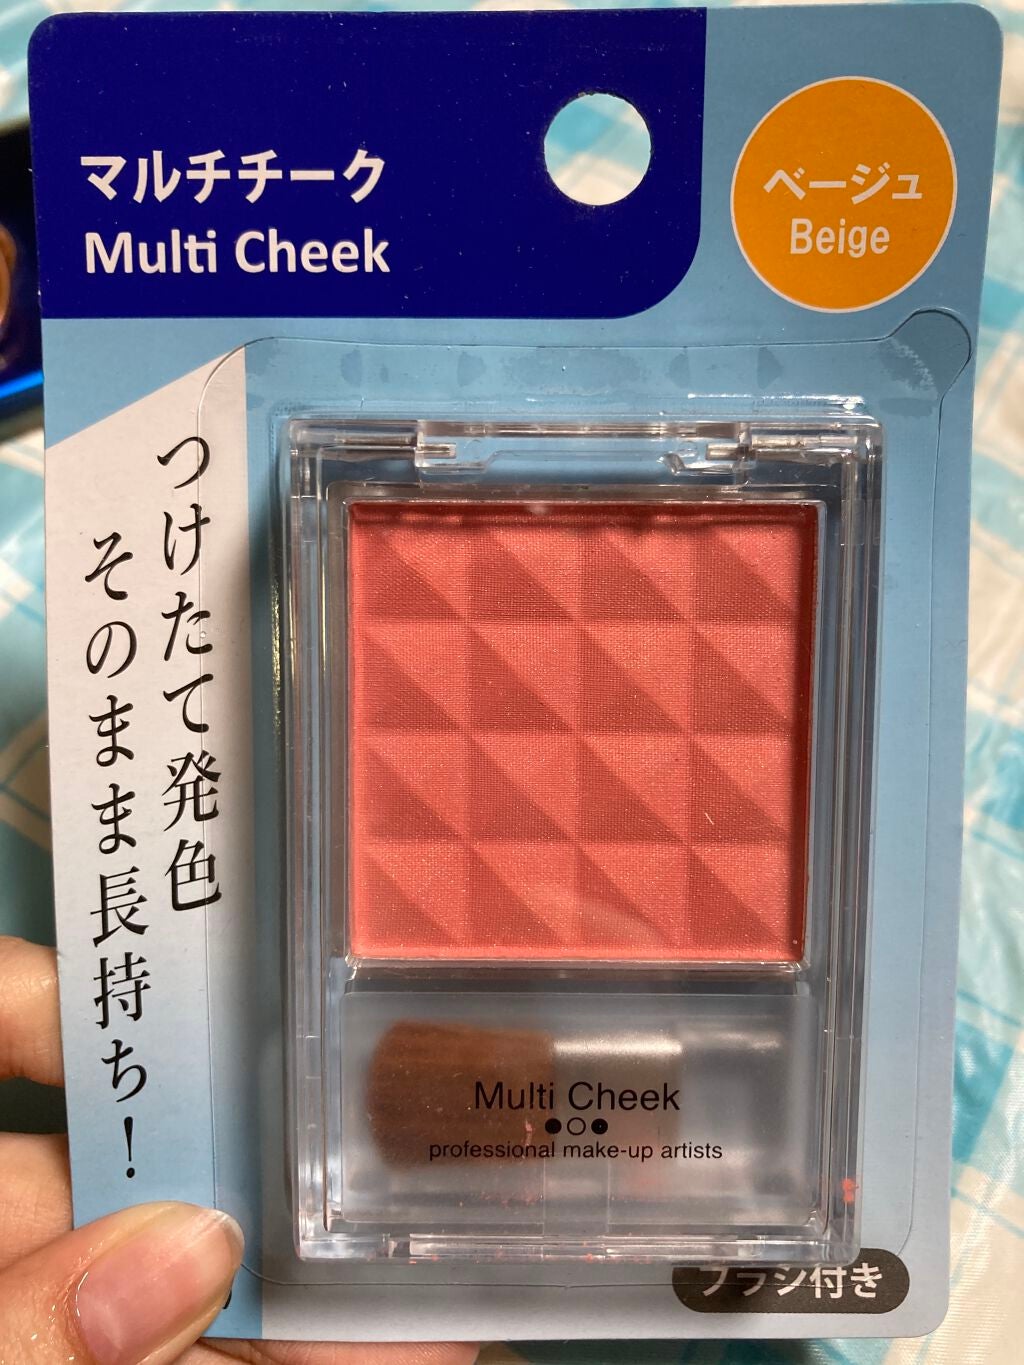 マルチチーク
Multi Cheek
ベージュ
Beige
つけたて発色
そのまま長持ち!
Multi Cheek
professional make-up artists
ブラシ付き